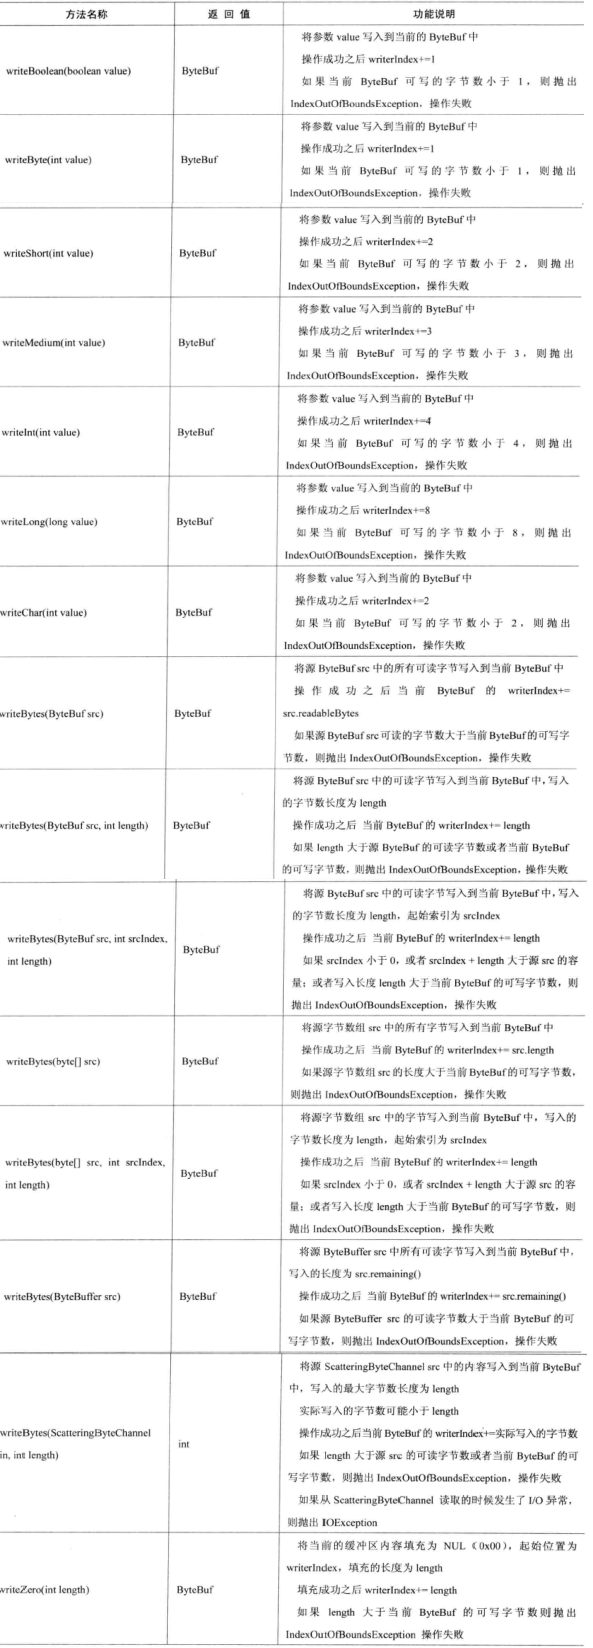 方法名称 返回值 功能说明
writeBoolean(boolean value) ByteBuf
将参数 value 写入到当前的 ByteBuf 中
操作成功之后 writerIndex+=1
如果当前 ByteBuf 可写的字节数小于 1，则抛出
IndexOutOfBoundsException，操作失败
writeByte(int value) ByteBuf
将参数 value 写入到当前的 ByteBuf 中
操作成功之后 writerIndex+=1
如果当前 ByteBuf 可写的字节数小于 1，则抛出
IndexOutOfBoundsException，操作失败
writeShort(int value) ByteBuf
将参数 value 写入到当前的 ByteBuf 中
操作成功之后 writerIndex+=2
如果当前 ByteBuf 可写的字节数小于 2，则抛出
IndexOutOfBoundsException，操作失败
writeMedium(int value) ByteBuf
将参数 value 写入到当前的 ByteBuf 中
操作成功之后 writerIndex+=3
如果当前 ByteBuf 可写的字节数小于 3，则抛出
IndexOutOfBoundsException，操作失败
writeInt(int value) ByteBuf
将参数 value 写入到当前的 ByteBuf 中
操作成功之后 writerIndex+=4
如果当前 ByteBuf 可写的字节数小于 4，则抛出
IndexOutOfBoundsException，操作失败
writeLong(long value) ByteBuf
将参数 value 写入到当前的 ByteBuf 中
操作成功之后 writerIndex+=8
如果当前 ByteBuf 可写的字节数小于 8，则抛出
IndexOutOfBoundsException，操作失败
writeChar(int value) ByteBuf
将参数 value 写入到当前的 ByteBuf 中
操作成功之后 writerIndex+=2
如果当前 ByteBuf 可写的字节数小于 2，则抛出
IndexOutOfBoundsException，操作失败
writeBytes(ByteBuf src) ByteBuf
将源 ByteBuf src 中的所有可读字节写入到当前 ByteBuf 中
操作成功之后当前 ByteBuf 的 writerIndex+=
src.readableBytes
如果源 ByteBuf src 可读的字节数大于当前 ByteBuf 的可写字
节数，则抛出 IndexOutOfBoundsException，操作失败
writeBytes(ByteBuf src, int length) ByteBuf
将源 ByteBuf src 中的可读字节写入到当前 ByteBuf 中，写入
的字节数长度为 length
操作成功之后 当前 ByteBuf 的 writerIndex+= length
如果 length 大于源 ByteBuf 的可读字节数或者当前 ByteBuf
的可写字节数，则抛出 IndexOutOfBoundsException，操作失败
writeBytes(ByteBuf src, int srcIndex,
int length)
ByteBuf
将源 ByteBuf src 中的可读字节写入到当前 ByteBuf 中，写入
的字节数长度为 length，起始索引为 srcIndex
操作成功之后 当前 ByteBuf 的 writerIndex+= length
如果 srcIndex 小于 0，或者 srcIndex + length 大于源 src 的容
量；或者写入长度 length 大于当前 ByteBuf 的可写字节数，则
抛出 IndexOutOfBoundsException，操作失败
writeBytes(byte[] src) ByteBuf
将源字节数组 src 中的所有字节写入到当前 ByteBuf 中
操作成功之后 当前 ByteBuf 的 writerIndex+= src.length
如果源字节数组 src 的长度大于当前 ByteBuf 的可写字节数，
则抛出 IndexOutOfBoundsException，操作失败
writeBytes(byte[] src, int srcIndex,
int length)
ByteBuf
将源字节数组 src 中的字节写入到当前 ByteBuf 中，写入的
字节数长度为 length，起始索引为 srcIndex
操作成功之后 当前 ByteBuf 的 writerIndex+= length
如果 srcIndex 小于 0，或者 srcIndex + length 大于源 src 的容
量；或者写入长度 length 大于当前 ByteBuf 的可写字节数，则
抛出 IndexOutOfBoundsException，操作失败
writeBytes(ByteBuffer src) ByteBuf
将源 ByteBuffer src 中所有可读字节写入到当前 ByteBuf 中，
写入的长度为 src.remaining()
操作成功之后 当前 ByteBuf 的 writerIndex+= src.remaining()
如果源 ByteBuffer src 的可读字节数大于当前 ByteBuf 的可
写字节数，则抛出 IndexOutOfBoundsException，操作失败
writeBytes(ScatteringByteChannel
in, int length)
int
将源 ScatteringByteChannel src 中的内容写入到当前 ByteBuf
中，写入的最大字节数长度为 length
实际写入的字节数可能小于 length
操作成功之后当前 ByteBuf 的 writerIndex+=实际写入的字节数
如果 length 大于源 src 的可读字节数或者当前 ByteBuf 的可
写字节数，则抛出 IndexOutOfBoundsException，操作失败
如果从 ScatteringByteChannel 读取的时候发生了 I/O 异常，
则抛出 IOException
writeZero(int length) ByteBuf
将当前的缓冲区内容填充为 NUL（0x00），起始位置为
writerIndex，填充的长度为 length
填充成功之后 writerIndex+= length
如果 length 大于当前 ByteBuf 的可写字节数则抛出
IndexOutOfBoundsException 操作失败